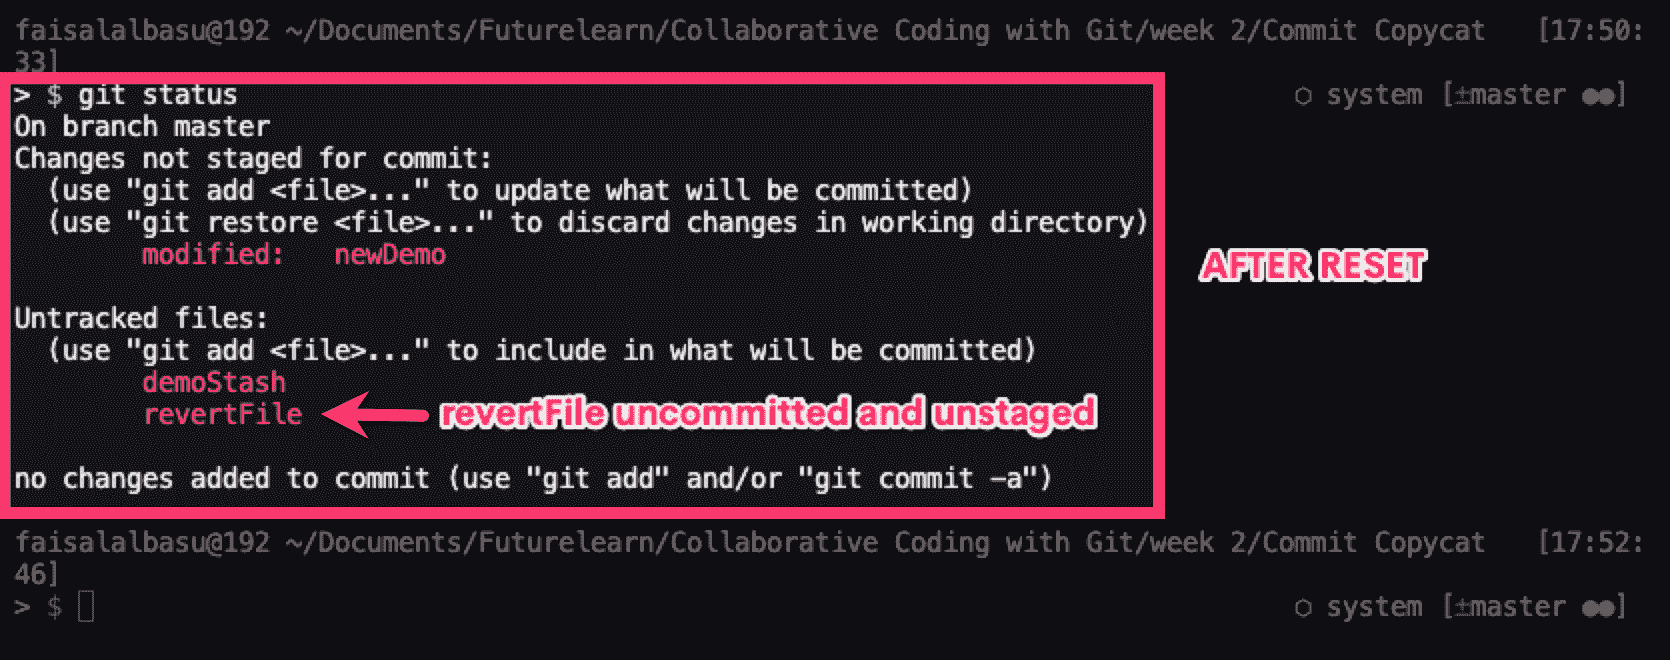 faisalalbasu@192 ~/Documents/Futurelearn/Collaborative Coding with Git/week 2/Commit Copycat [17:50:
33]
> $ git status ⬡ system [±master ●●]
On branch master
Changes not staged for commit:
(use "git add <file>..." to update what will be committed)
(use "git restore <file>..." to discard changes in working directory)
modified: newDemo
AFTER RESET
Untracked files:
(use "git add <file>..." to include in what will be committed)
demoStash
revertFile revertFile uncommitted and unstaged
no changes added to commit (use "git add" and/or "git commit -a")
faisalalbasu@192 ~/Documents/Futurelearn/Collaborative Coding with Git/week 2/Commit Copycat [17:52:
46]
> $ ⬡ system [±master ●●]